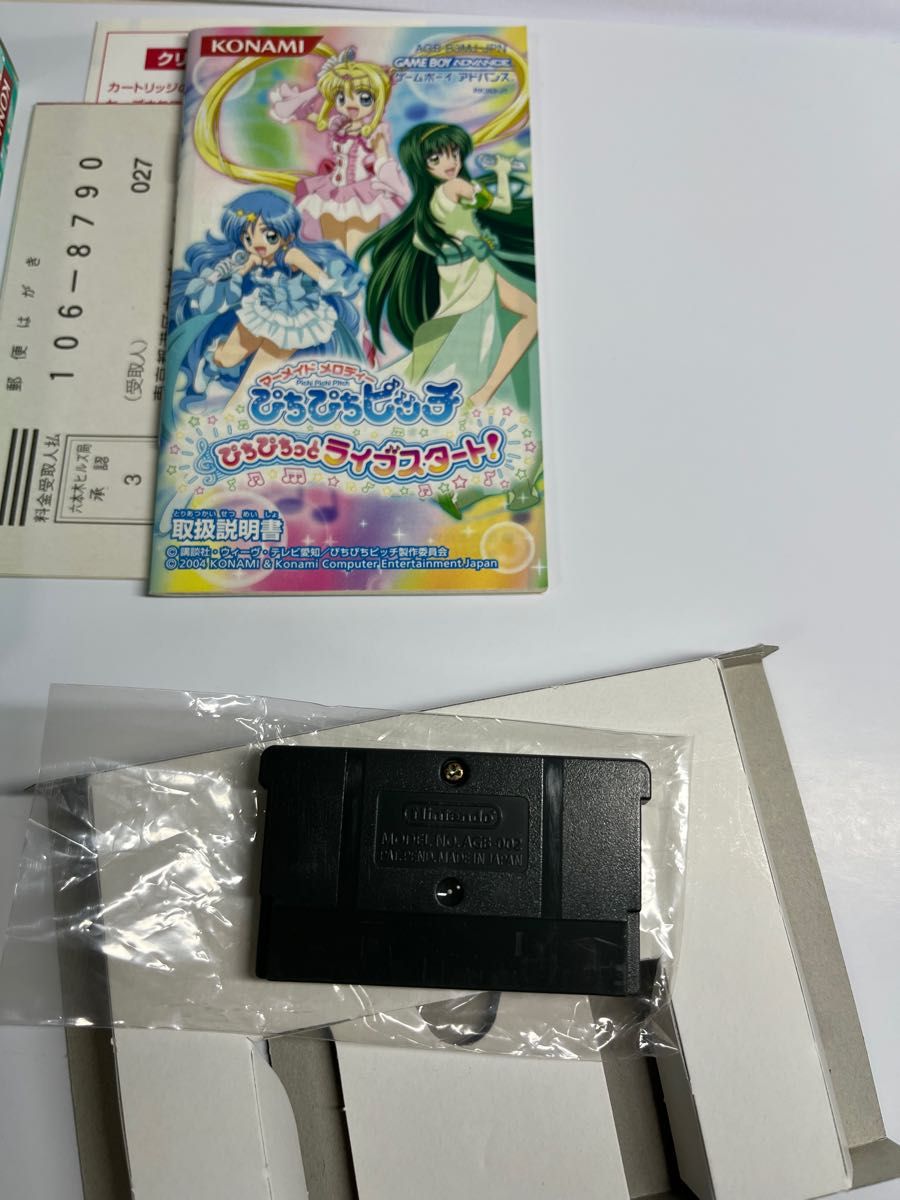 KONAMI
AGB-B3MJ-JPN
GAME BOY ADVANCE
ゲームボーイ アドバンス
マーメイド メロディー
Pichi Pichi Pitch
ぴちぴちピッチ
ぴちぴちっと ライブスタート!
とりあつかい せつ めい しょ
取扱説明書
© 講談社・ウィーヴ・テレビ愛知/ぴちぴちピッチ製作委員会
© 2004 KONAMI & Konami Computer Entertainment Japan
クリ
カートリッジの
郵便はがき
106-8790
027
(受取人)
料金受取人払
六本木ヒルズ局
承認
3
Nintendo
MODEL NO. AGB-002
PAT. PEND. MADE IN JAPAN